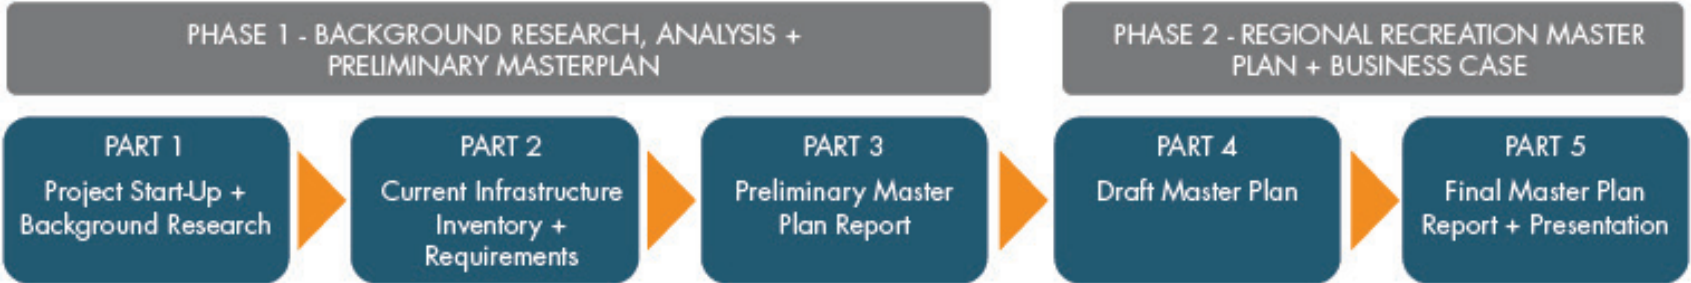 PHASE 1 - BACKGROUND RESEARCH, ANALYSIS +
PRELIMINARY MASTERPLAN
PHASE 2 - REGIONAL RECREATION MASTER
PLAN + BUSINESS CASE
PART 1
Project Start-Up +
Background Research
PART 2
Current Infrastructure
Inventory +
Requirements
PART 3
Preliminary Master
Plan Report
PART 4
Draft Master Plan
PART 5
Final Master Plan
Report + Presentation